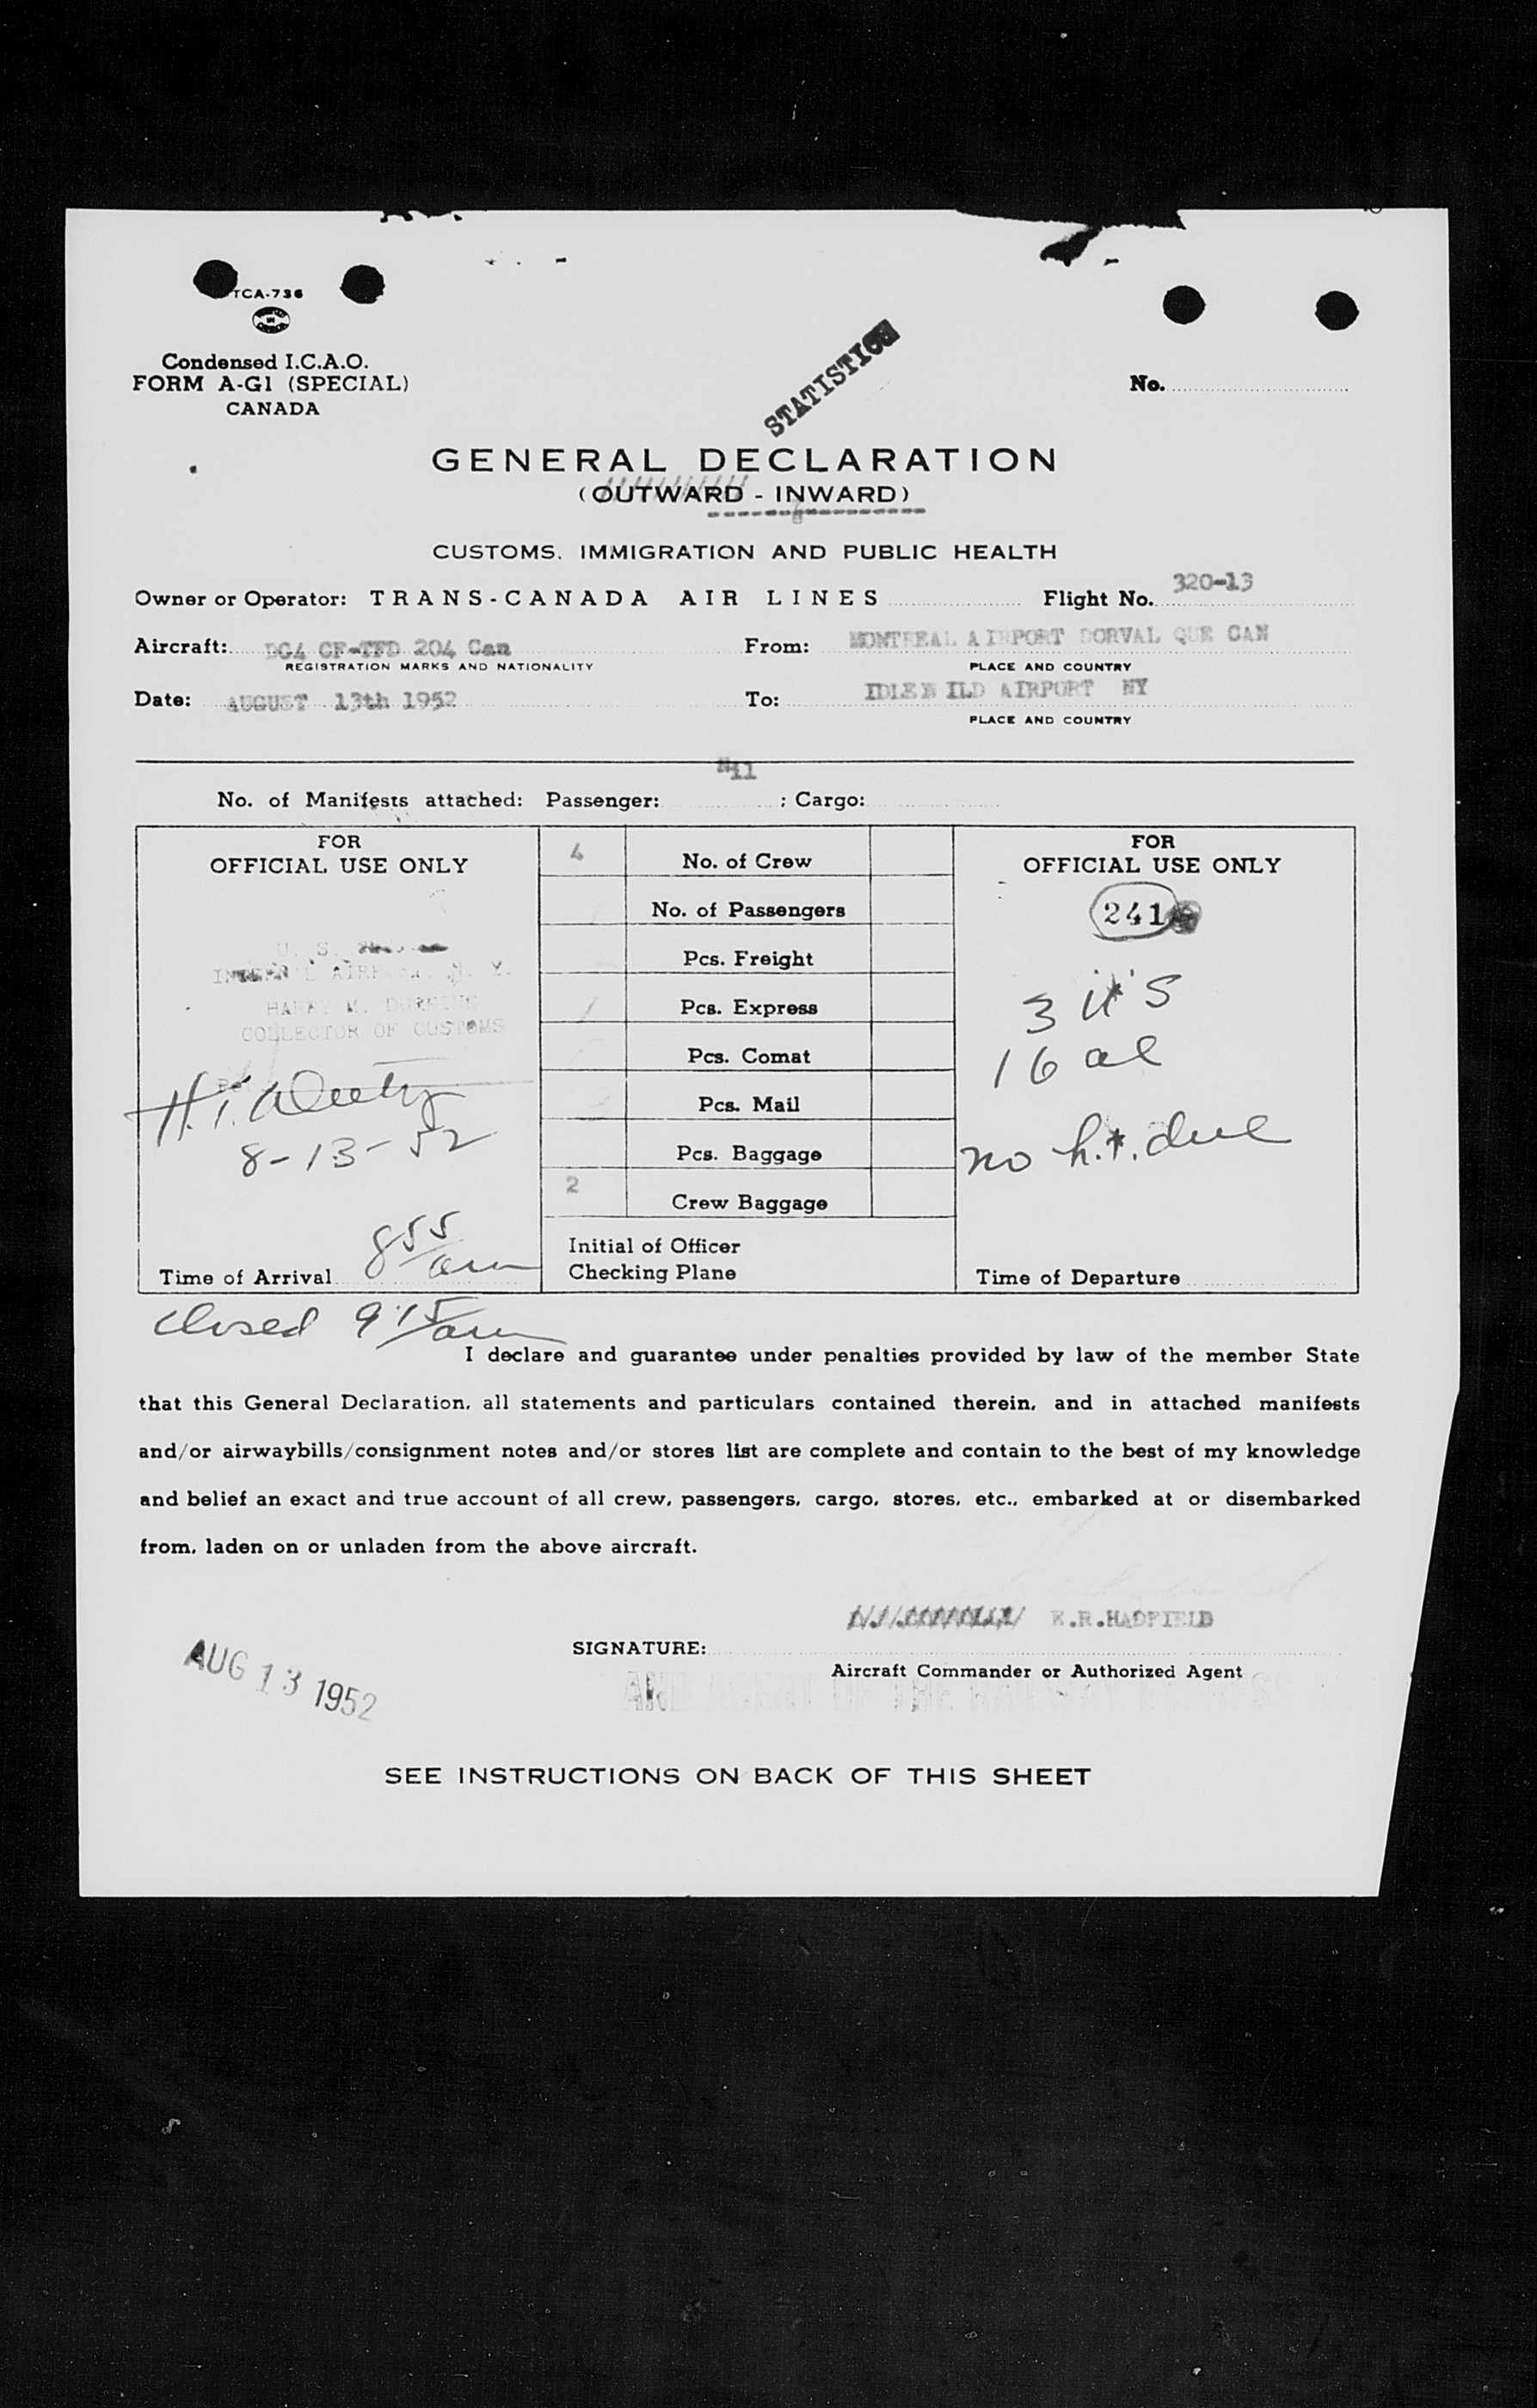 TCA-736
Condensed I.C.A.O.
FORM A-G1 (SPECIAL)
CANADA
STATISTICS
No.
GENERAL DECLARATION
(OUTWARD - INWARD)
CUSTOMS, IMMIGRATION AND PUBLIC HEALTH
Owner or Operator: TRANS-CANADA AIR LINES Flight No. 320-13
Aircraft: DC4 CF-TFD 204 Can From: MONTREAL AIRPORT DORVAL QUE CAN
REGISTRATION MARKS AND NATIONALITY PLACE AND COUNTRY
Date: AUGUST 13th 1952 To: IDLEWILD AIRPORT NY
PLACE AND COUNTRY
No. of Manifests attached: Passenger: ; Cargo:
FOR
OFFICIAL USE ONLY
U. S.
AIRPORT, N. Y.
HARRY M. DURNING
COLLECTOR OF CUSTOMS
8-13-52
Time of Arrival 855 am
4 No. of Crew
No. of Passengers
Pcs. Freight
Pcs. Express
Pcs. Comat
Pcs. Mail
Pcs. Baggage
2 Crew Baggage
Initial of Officer
Checking Plane
FOR
OFFICIAL USE ONLY
241
3 it's
16 al
no h.t. due
Time of Departure
closed 9:15 am
I declare and guarantee under penalties provided by law of the member State
that this General Declaration, all statements and particulars contained therein, and in attached manifests
and/or airwaybills/consignment notes and/or stores list are complete and contain to the best of my knowledge
and belief an exact and true account of all crew, passengers, cargo, stores, etc., embarked at or disembarked
from, laden on or unladen from the above aircraft.
E.R.HADFIELD
SIGNATURE:
Aircraft Commander or Authorized Agent
AUG 13 1952
SEE INSTRUCTIONS ON BACK OF THIS SHEET